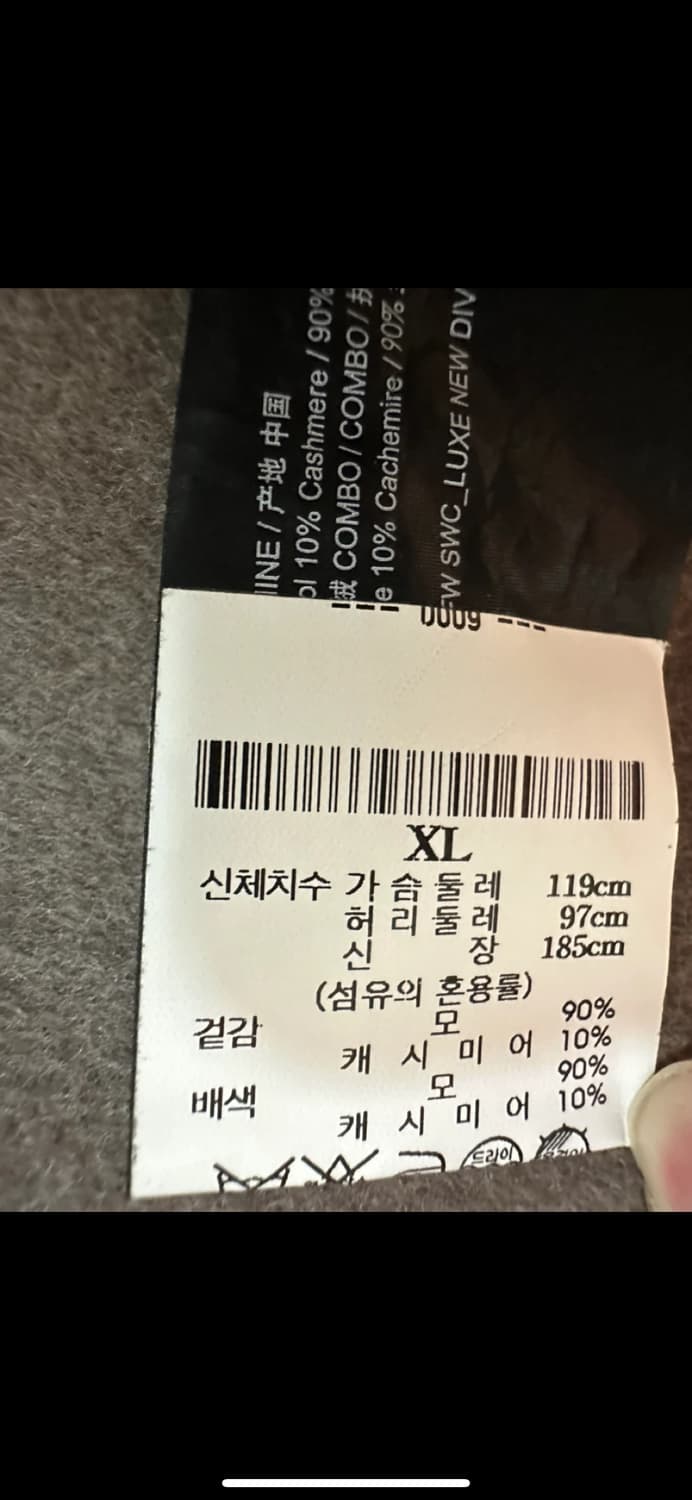 产地 中国
10% Cashmere / 90%
COMBO / COMBO /
10% Cachemire / 90%
SWC_LUXE NEW DIV
XL
신체치수 가슴둘레 119cm
허리둘레 97cm
신장 185cm
(섬유의 혼용률)
겉감 모 90%
캐시미어 10%
배색 모 90%
캐시미어 10%
드라이